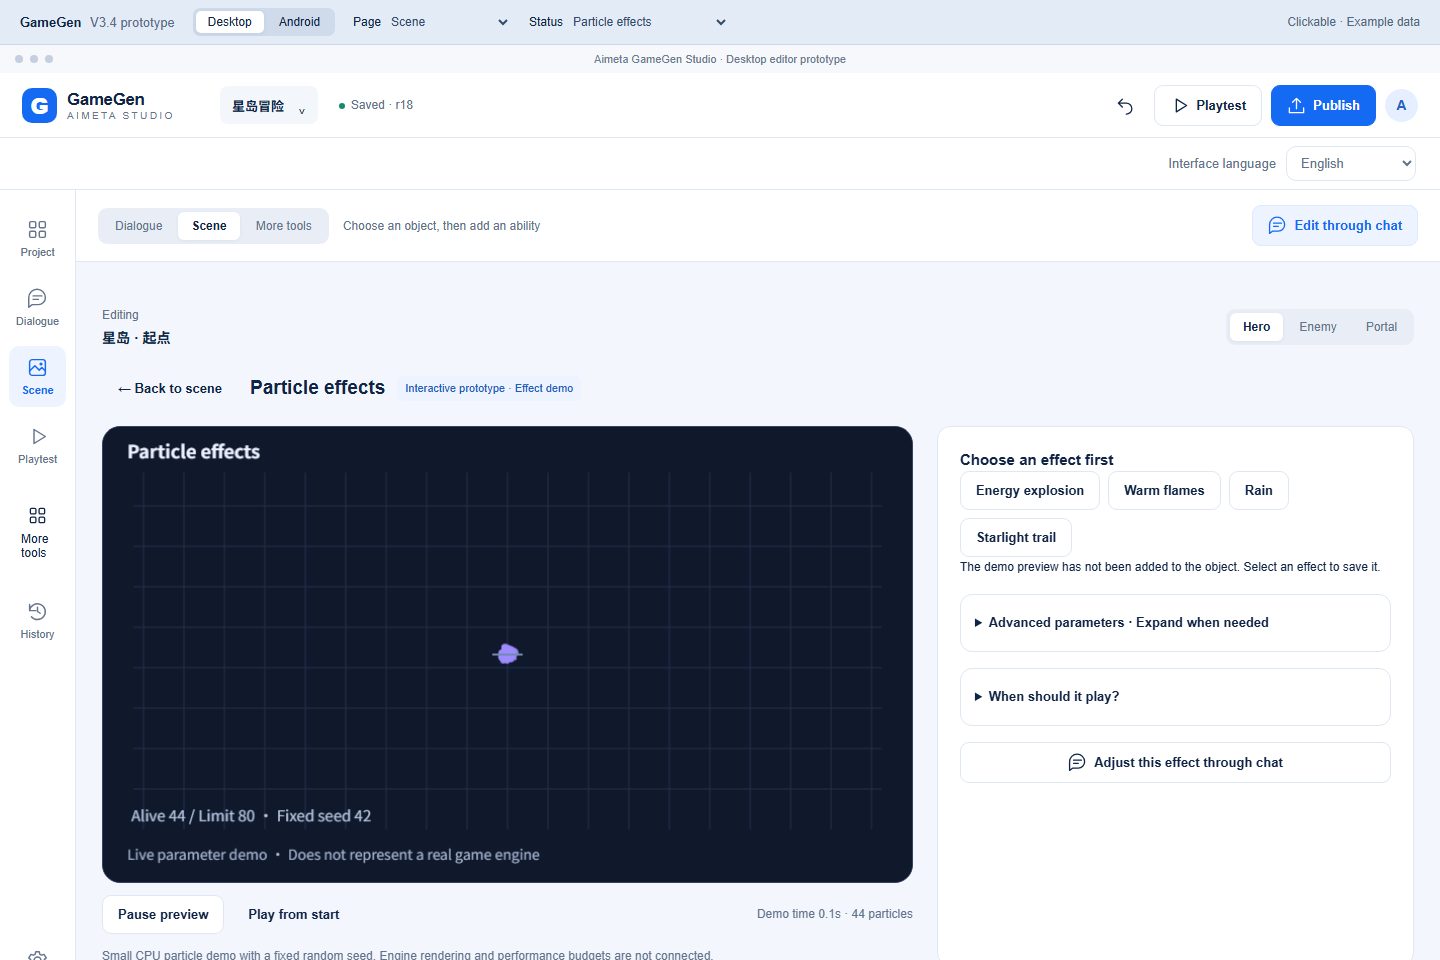 GameGen V3.4 prototype Desktop Android Page Scene Status Particle effects Clickable · Example data
Aimeta GameGen Studio · Desktop editor prototype
G GameGen
AIMETA STUDIO
星岛冒险
Saved · r18
Playtest
Publish
A
Interface language English
Project
Dialogue
Scene
Playtest
More
tools
History
Dialogue Scene More tools Choose an object, then add an ability
Edit through chat
Editing
星岛 · 起点
Hero Enemy Portal
← Back to scene Particle effects Interactive prototype · Effect demo
Particle effects
Alive 44 / Limit 80 • Fixed seed 42
Live parameter demo • Does not represent a real game engine
Pause preview Play from start Demo time 0.1s · 44 particles
Small CPU particle demo with a fixed random seed. Engine rendering and performance budgets are not connected.
Choose an effect first
Energy explosion Warm flames Rain
Starlight trail
The demo preview has not been added to the object. Select an effect to save it.
Advanced parameters · Expand when needed
When should it play?
Adjust this effect through chat